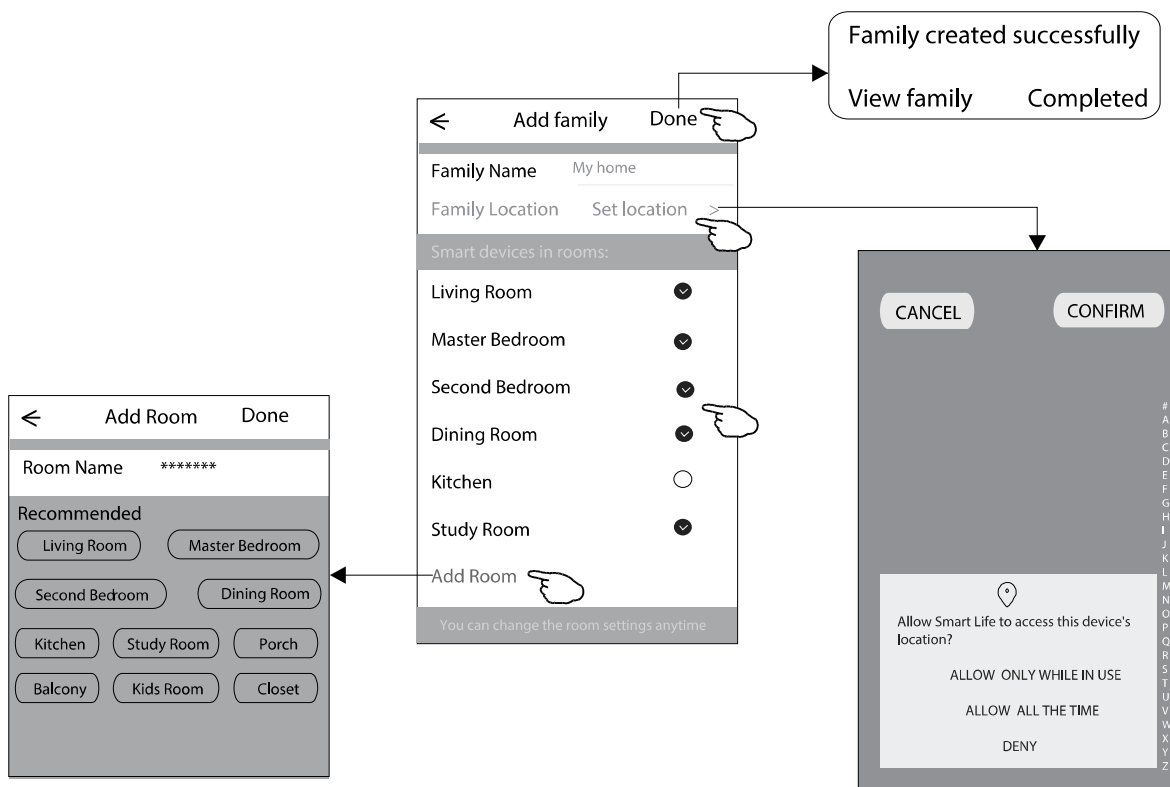 Family created successfully
View family Completed
Add family Done
Family Name My home
Family Location Set location >
Smart devices in rooms:
Living Room
Master Bedroom
Second Bedroom
Dining Room
Kitchen
Study Room
Add Room
You can change the room settings anytime
CANCEL CONFIRM
#
A
B
C
D
E
F
G
H
I
J
K
L
M
N
O
P
Q
R
S
T
U
V
W
X
Y
Z
Allow Smart Life to access this device's
location?
ALLOW ONLY WHILE IN USE
ALLOW ALL THE TIME
DENY
Add Room Done
Room Name *******
Recommended
Living Room Master Bedroom
Second Bedroom Dining Room
Kitchen Study Room Porch
Balcony Kids Room Closet